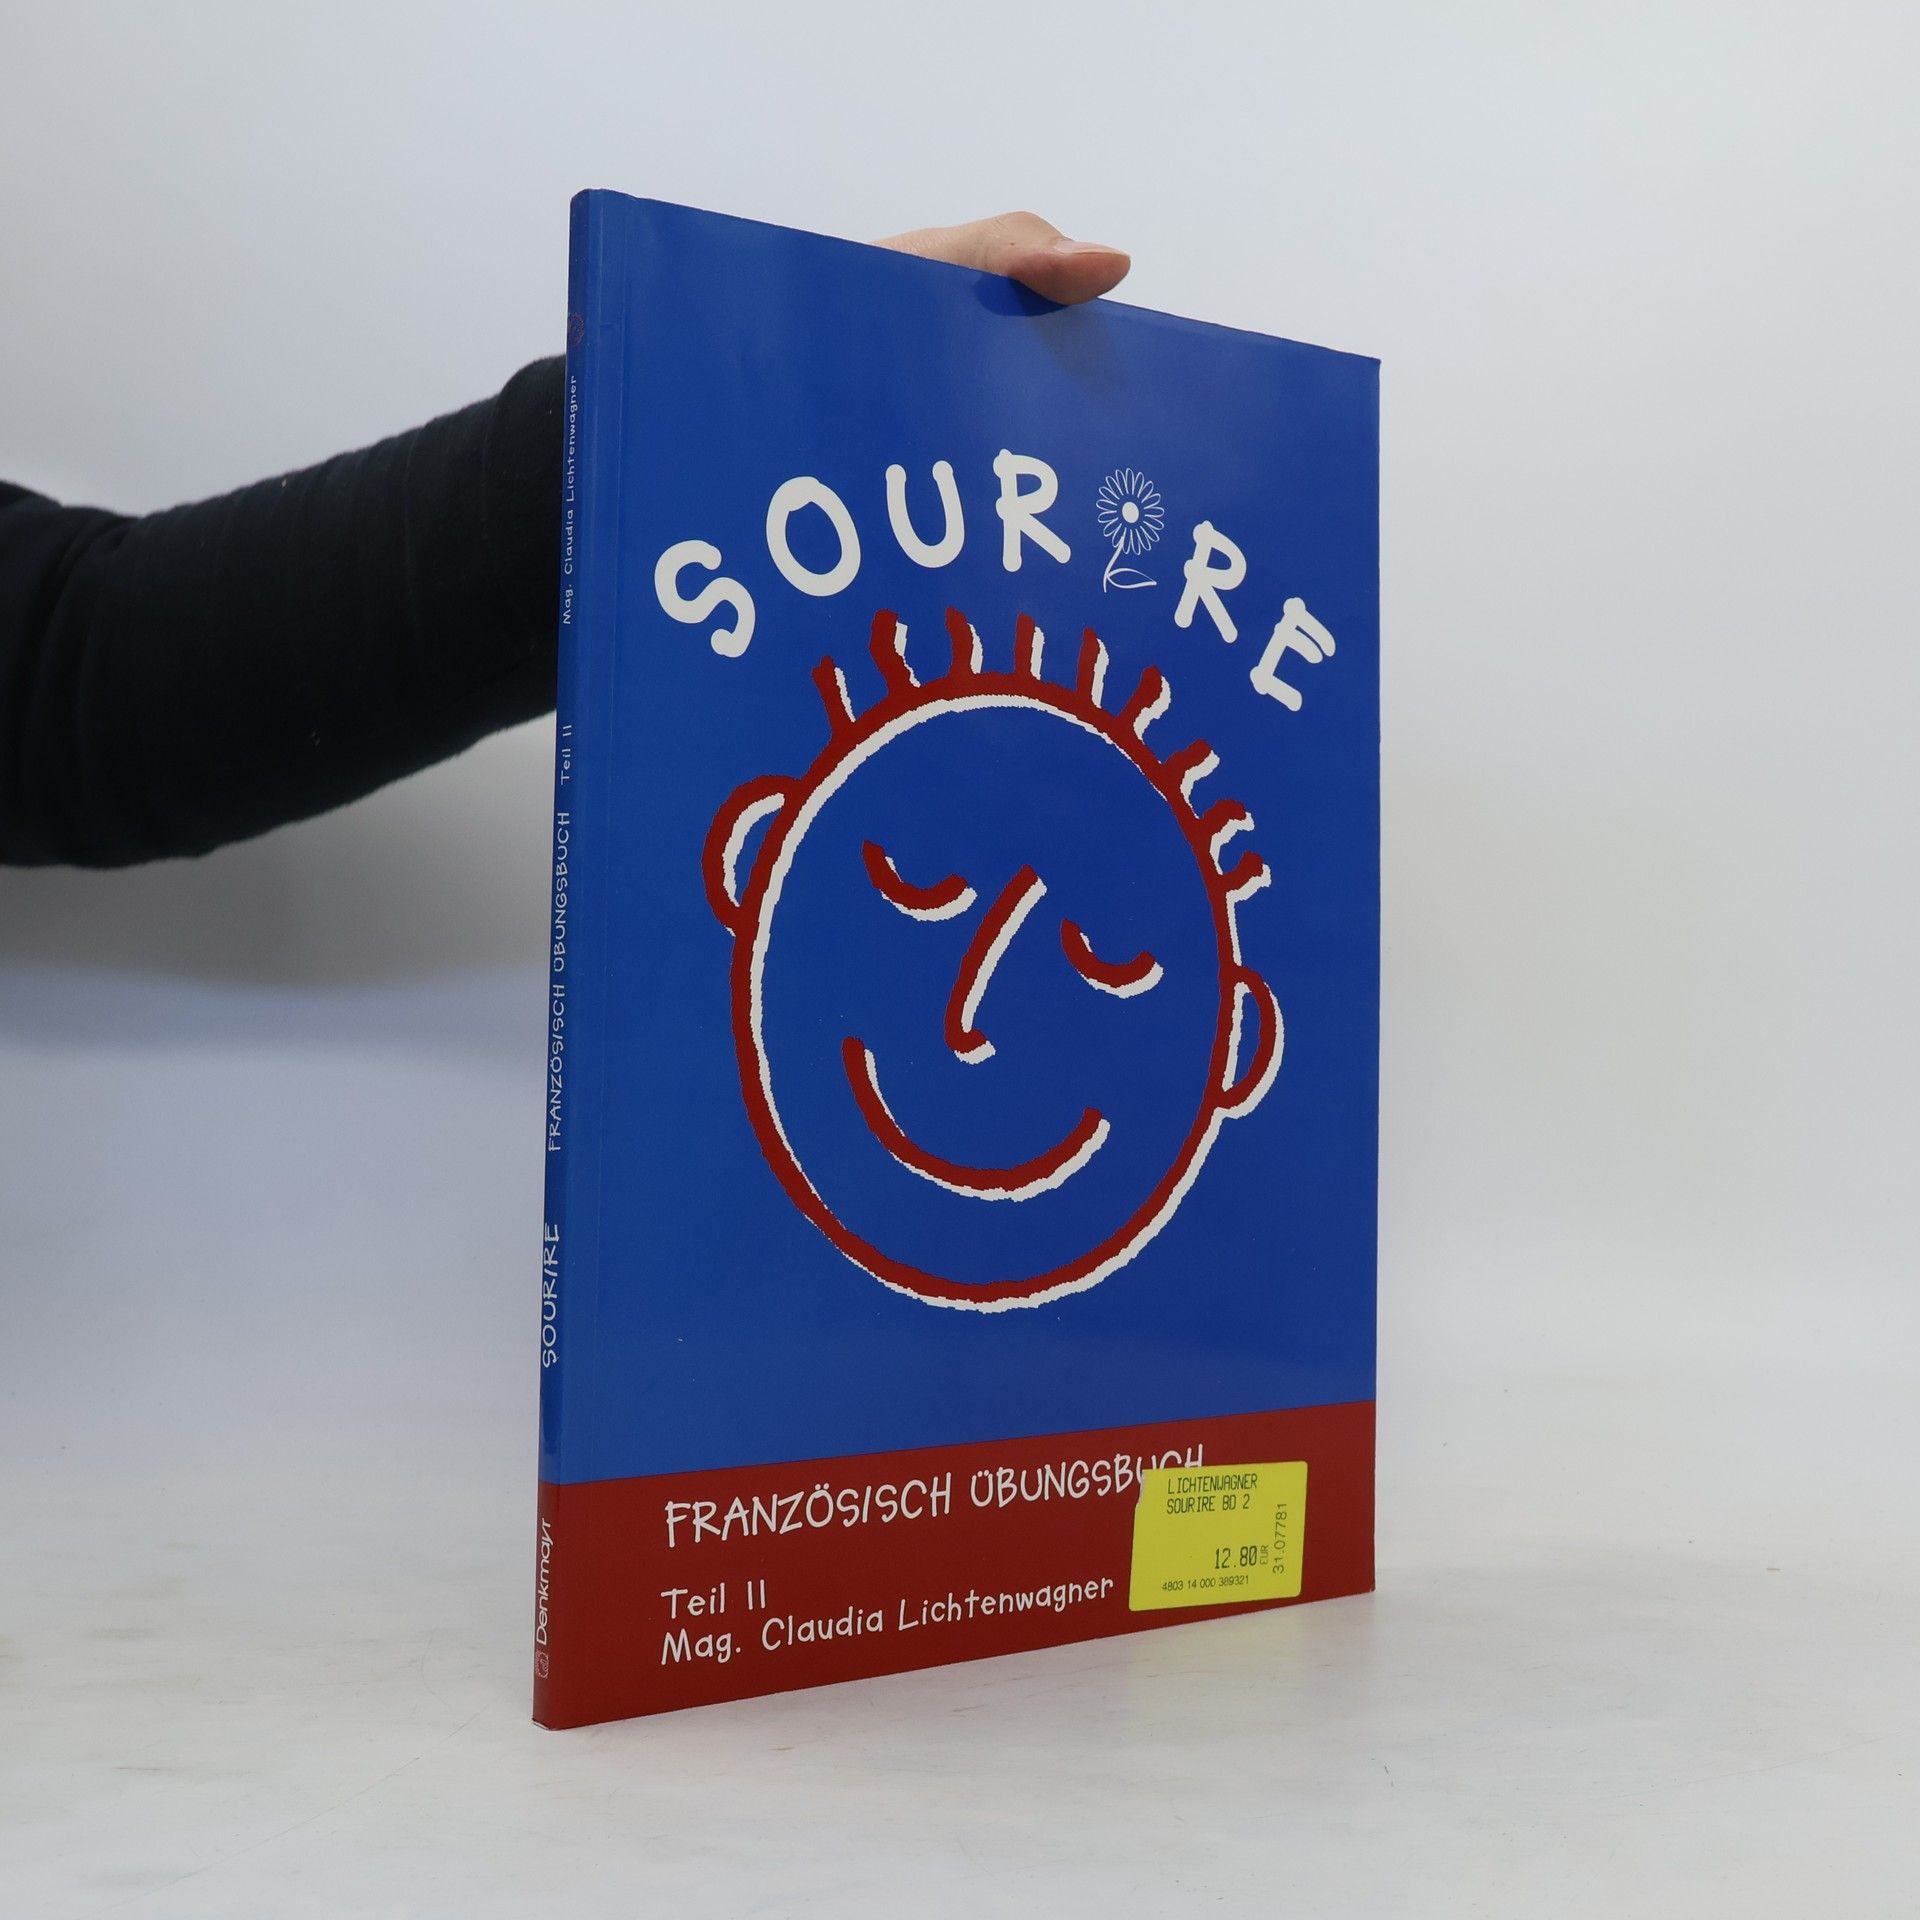 SOURIRE
FRANZÖSISCH ÜBUNGSBUCH
Teil II
Mag. Claudia Lichtenwagner
LICHTENWAGNER
SOURIRE BD 2
12.80 EUR
31.07781
4803 14 000 389321
Denkmayr SOURIRE FRANZÖSISCH ÜBUNGSBUCH Teil II Mag. Claudia Lichtenwagner